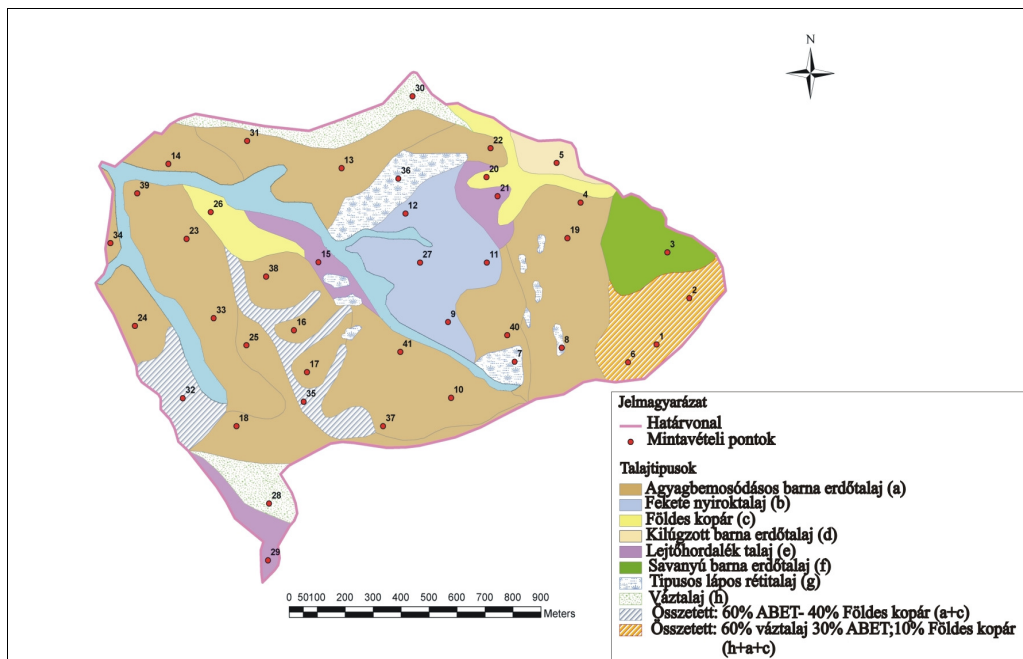 N
30
31
22
14
13
5
20
36
39
21
4
12
26
19
34
23
3
15
27
11
38
2
24
33
16
9
40
25
41
1
8
7
6
17
32
35
10
18
37
28
29
0 50100 200 300 400 500 600 700 800 900
Meters
Jelmagyarázat
Határvonal
Mintavételi pontok
Talajtipusok
Agyagbemosódásos barna erdőtalaj (a)
Fekete nyiroktalaj (b)
Földes kopár (c)
Kilúgzott barna erdőtalaj (d)
Lejtőhordalék talaj (e)
Savanyú barna erdőtalaj (f)
Tipusos lápos rétitalaj (g)
Váztalaj (h)
Összetett: 60% ABET- 40% Földes kopár (a+c)
Összetett: 60% váztalaj 30% ABET;10% Földes kopár
(h+a+c)